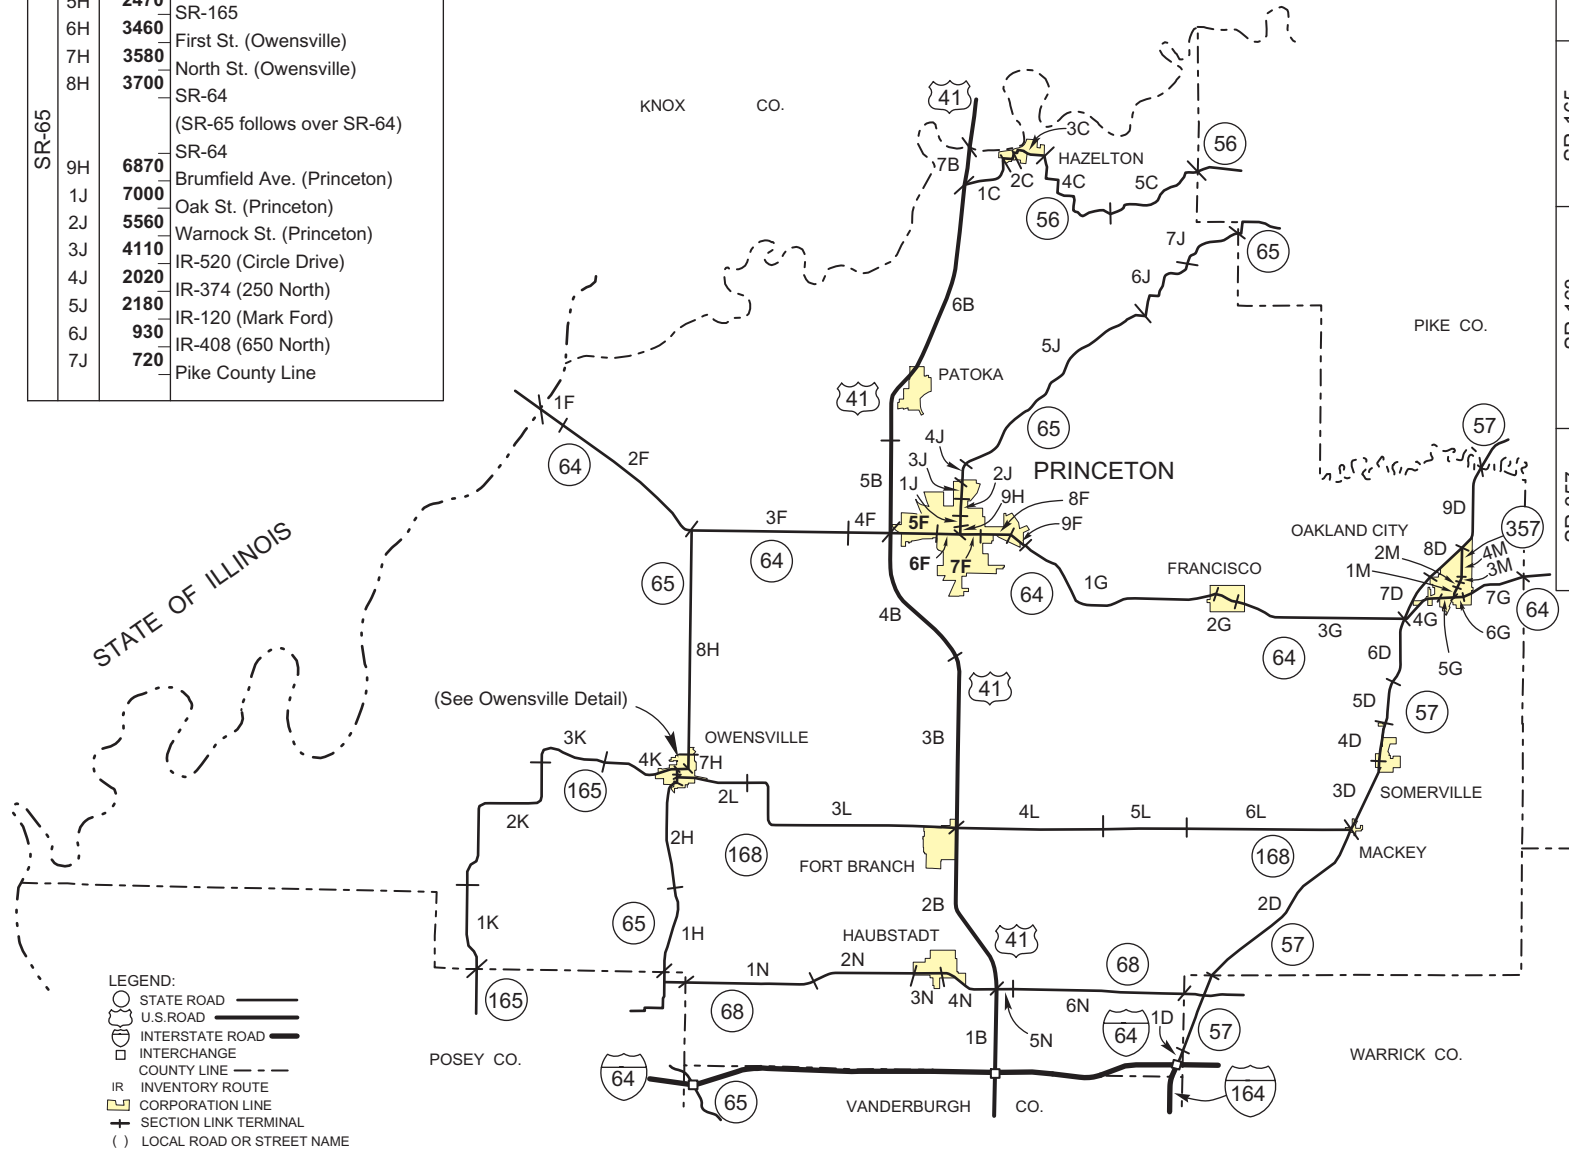 5H 2470
SR-165
6H 3460
First St. (Owensville)
7H 3580
North St. (Owensville)
8H 3700
SR-64
(SR-65 follows over SR-64)
SR-64
9H 6870
Brumfield Ave. (Princeton)
1J 7000
Oak St. (Princeton)
2J 5560
Warnock St. (Princeton)
3J 4110
IR-520 (Circle Drive)
4J 2020
IR-374 (250 North)
5J 2180
IR-120 (Mark Ford)
6J 930
IR-408 (650 North)
7J 720
Pike County Line
SR-65
KNOX CO.
41
3C
7B
HAZELTON
56
1C
2C
4C
5C
56
7J
65
6J
6B
PIKE CO.
5J
PATOKA
41
1F
65
57
64
2F
4J
3J
PRINCETON
5B
1J
2J
9H
8F
9D
3F
4F
5F
9F
OAKLAND CITY
357
STATE OF ILLINOIS
64
6F
7F
2M
8D
4M
1M
3M
65
1G
FRANCISCO
64
7D
7G
64
4B
2G
3G
4G
6G
8H
64
6D
5G
41
(See Owensville Detail)
5D
57
3K
OWENSVILLE
3B
4D
4K
7H
165
2L
3D
SOMERVILLE
2K
3L
4L
5L
6L
2H
168
FORT BRANCH
168
MACKEY
1K
65
2B
2D
1H
HAUBSTADT
41
57
68
1N
2N
LEGEND:
165
68
3N
4N
6N
STATE ROAD
U.S.ROAD
INTERSTATE ROAD
INTERCHANGE
COUNTY LINE
IR INVENTORY ROUTE
CORPORATION LINE
SECTION LINK TERMINAL
( ) LOCAL ROAD OR STREET NAME
1B
5N
64
1D
57
POSEY CO.
WARRICK CO.
64
65
VANDERBURGH CO.
164